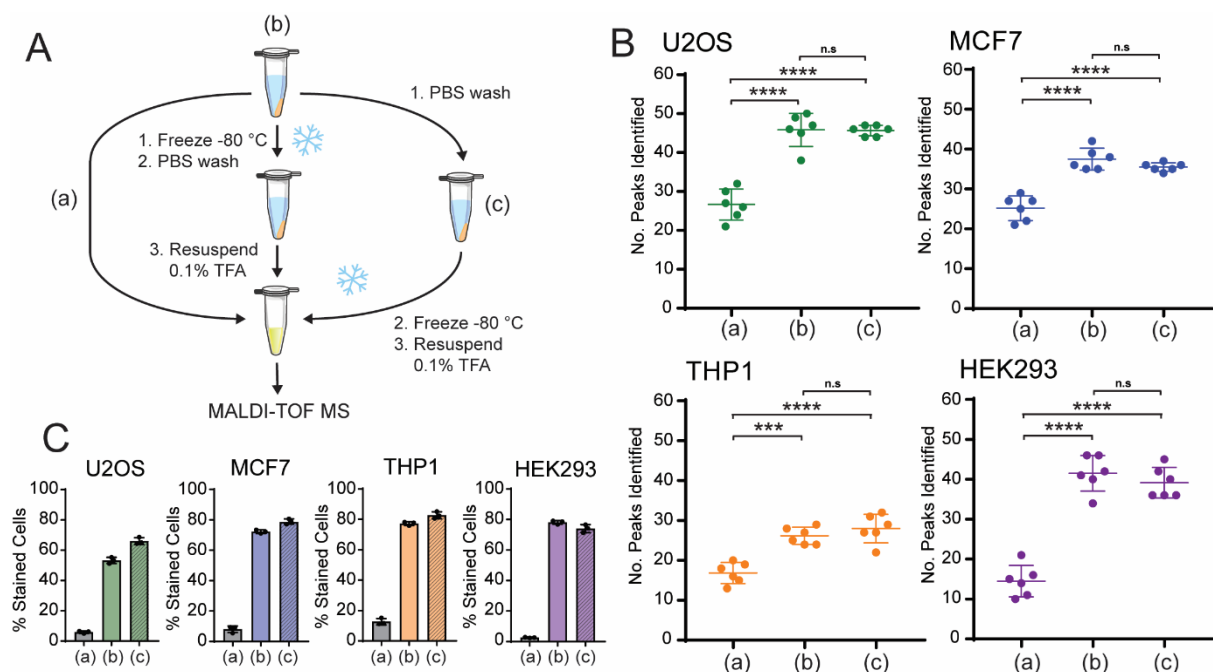 A
(b)
1. PBS wash
1. Freeze -80 °C
2. PBS wash
(a)
(c)
3. Resuspend
0.1% TFA
2. Freeze -80 °C
3. Resuspend
0.1% TFA
MALDI-TOF MS
B
U2OS
n.s
****
****
No. Peaks Identified
60
50
40
30
20
10
0
(a)
(b)
(c)
MCF7
n.s
****
****
No. Peaks Identified
60
50
40
30
20
10
0
(a)
(b)
(c)
THP1
n.s
****
***
No. Peaks Identified
60
50
40
30
20
10
0
(a)
(b)
(c)
HEK293
n.s
****
****
No. Peaks Identified
60
50
40
30
20
10
0
(a)
(b)
(c)
C
U2OS
% Stained Cells
100
80
60
40
20
0
(a) (b) (c)
MCF7
% Stained Cells
100
80
60
40
20
0
(a) (b) (c)
THP1
% Stained Cells
100
80
60
40
20
0
(a) (b) (c)
HEK293
% Stained Cells
100
80
60
40
20
0
(a) (b) (c)